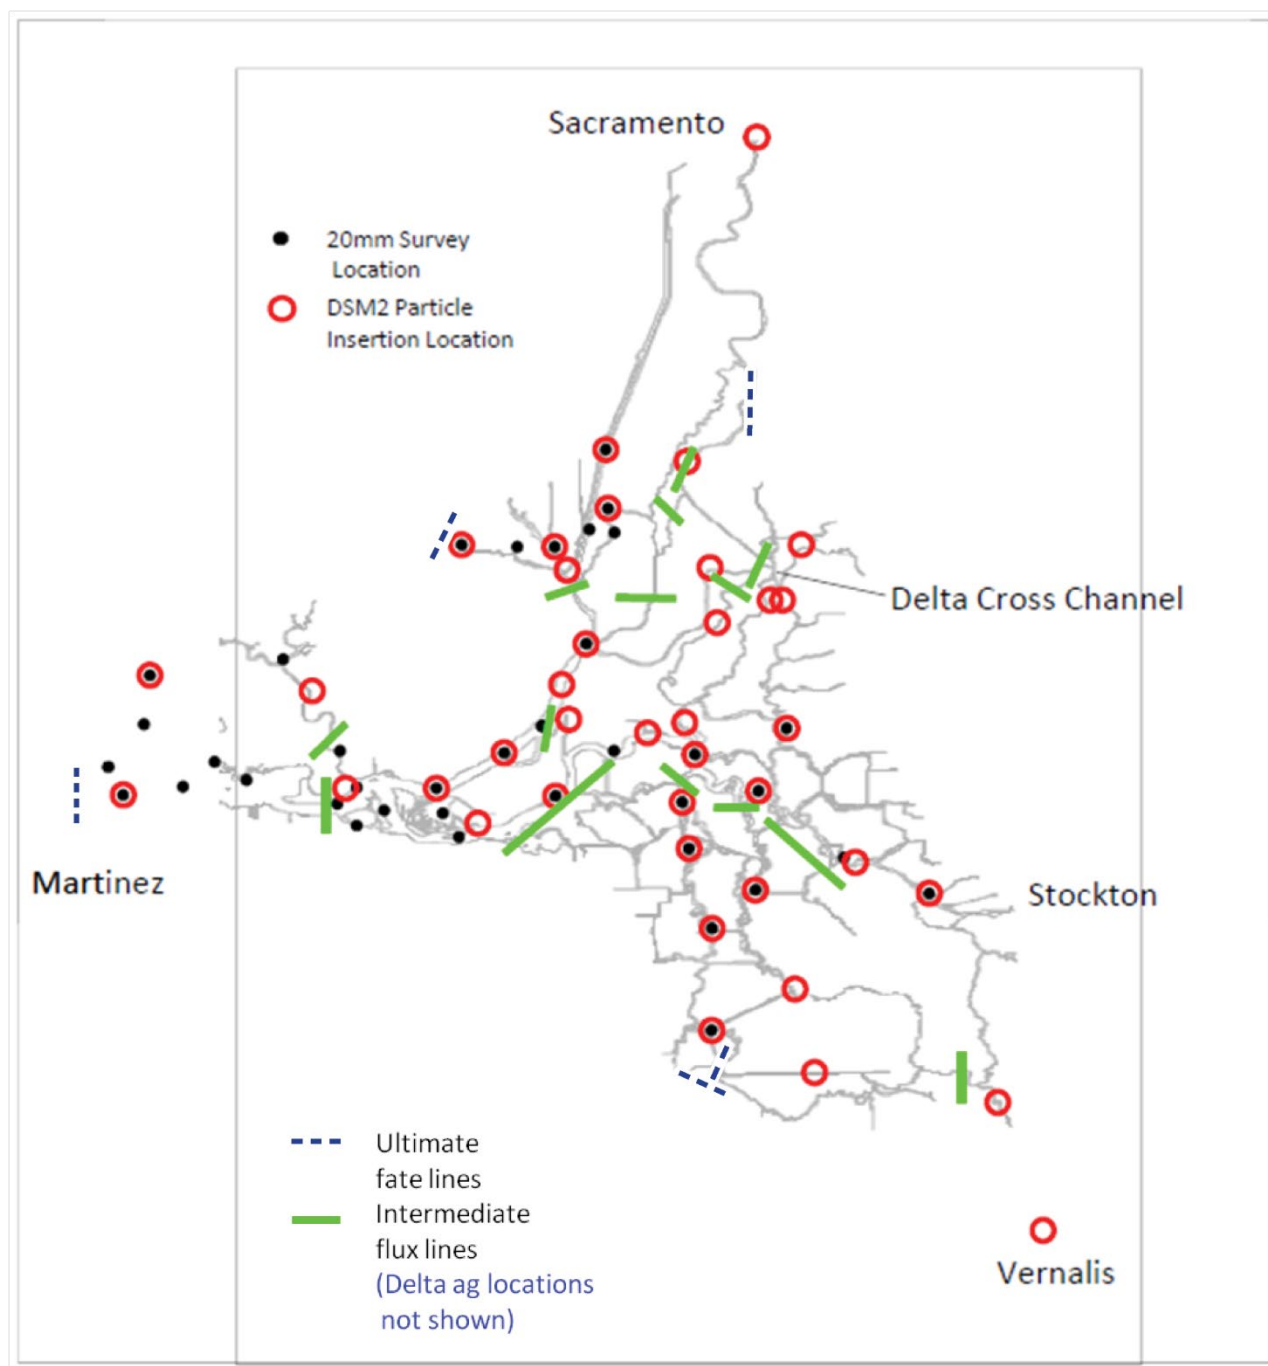 Sacramento
20mm Survey
Location
DSM2 Particle
Insertion Location
Delta Cross Channel
Martinez
Stockton
Ultimate
fate lines
Intermediate
flux lines
(Delta ag locations
not shown)
Vernalis